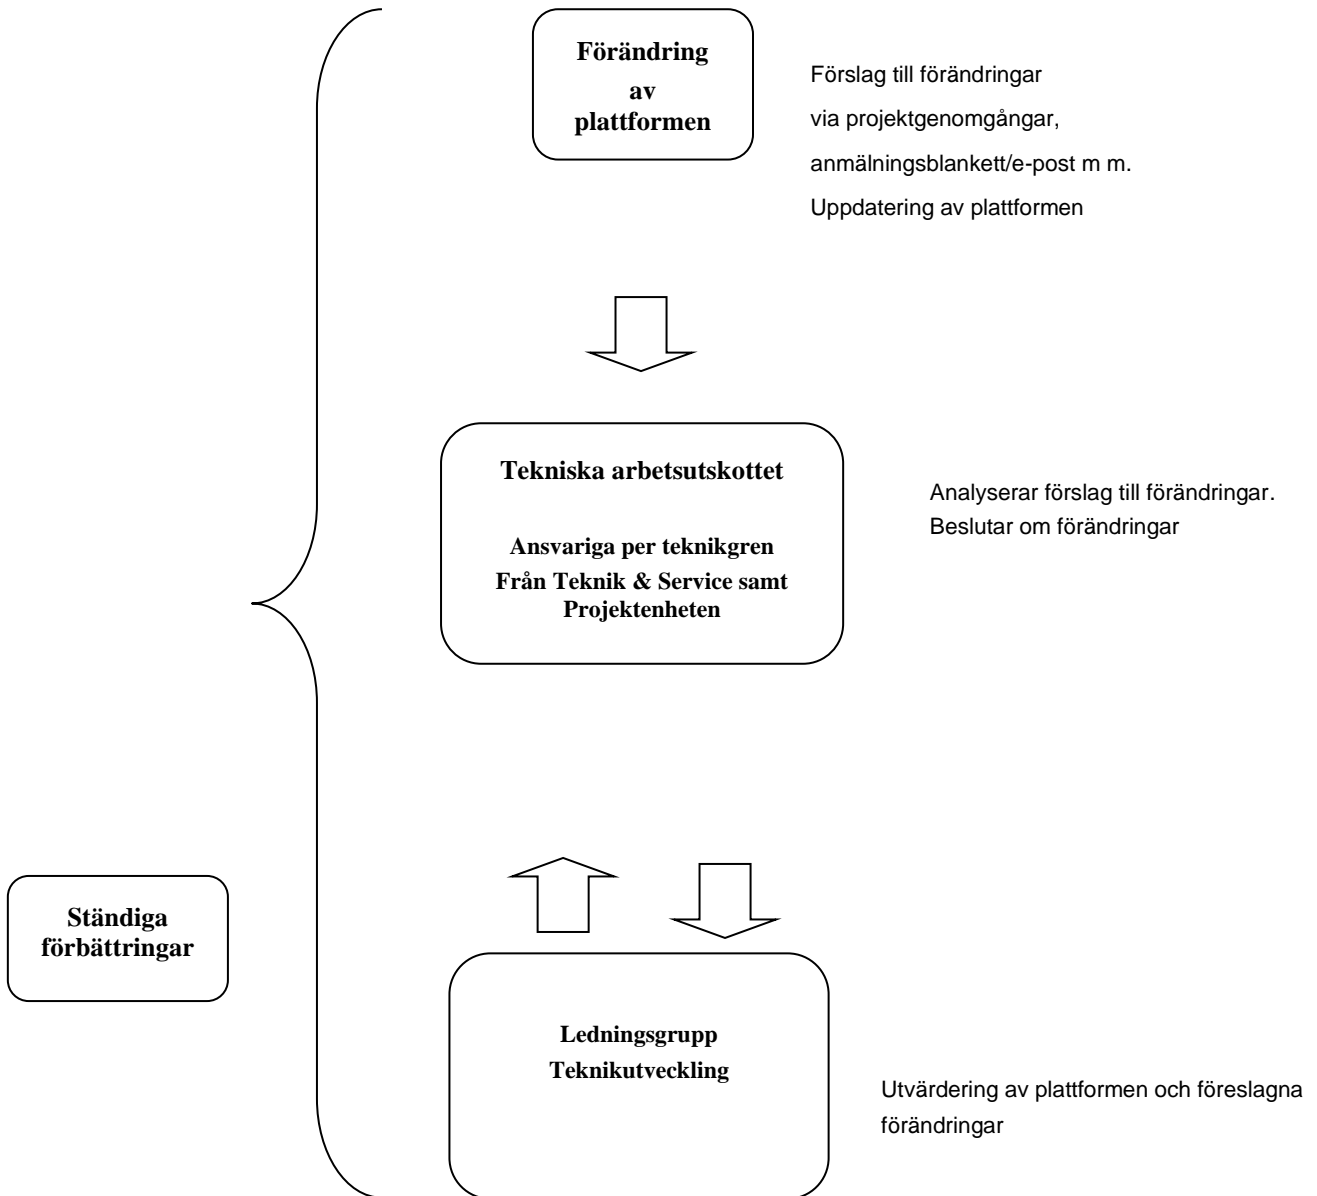 Förändring
av
plattformen
Förslag till förändringar
via projektgenomgångar,
anmälningsblankett/e-post m m.
Uppdatering av plattformen
Tekniska arbetsutskottet
Ansvariga per teknikgren
Från Teknik & Service samt
Projektenheten
Analyserar förslag till förändringar.
Beslutar om förändringar
Ständiga
förbättringar
Ledningsgrupp
Teknikutveckling
Utvärdering av plattformen och föreslagna
förändringar